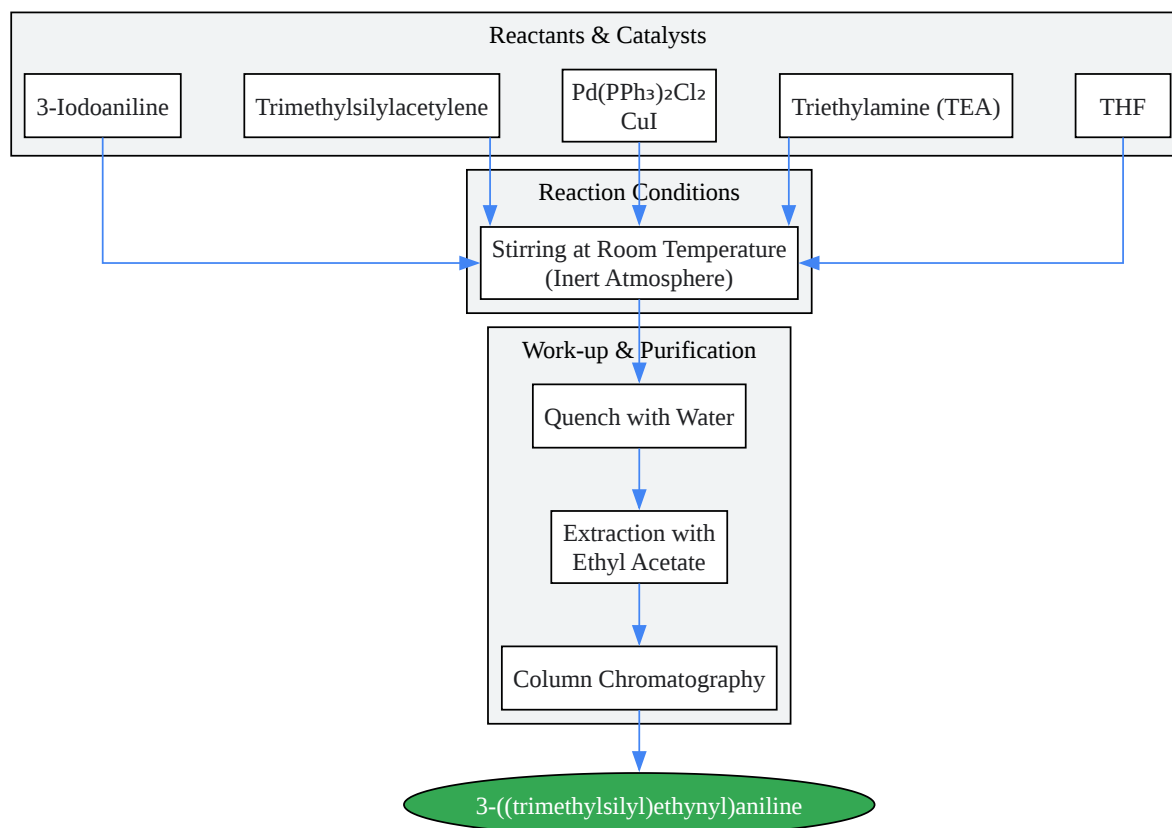 Reactants & Catalysts
3-Iodoaniline
Trimethylsilylacetylene
Pd(PPh₃)₂Cl₂
CuI
Triethylamine (TEA)
THF
Reaction Conditions
Stirring at Room Temperature
(Inert Atmosphere)
Work-up & Purification
Quench with Water
Extraction with
Ethyl Acetate
Column Chromatography
3-((trimethylsilyl)ethynyl)aniline